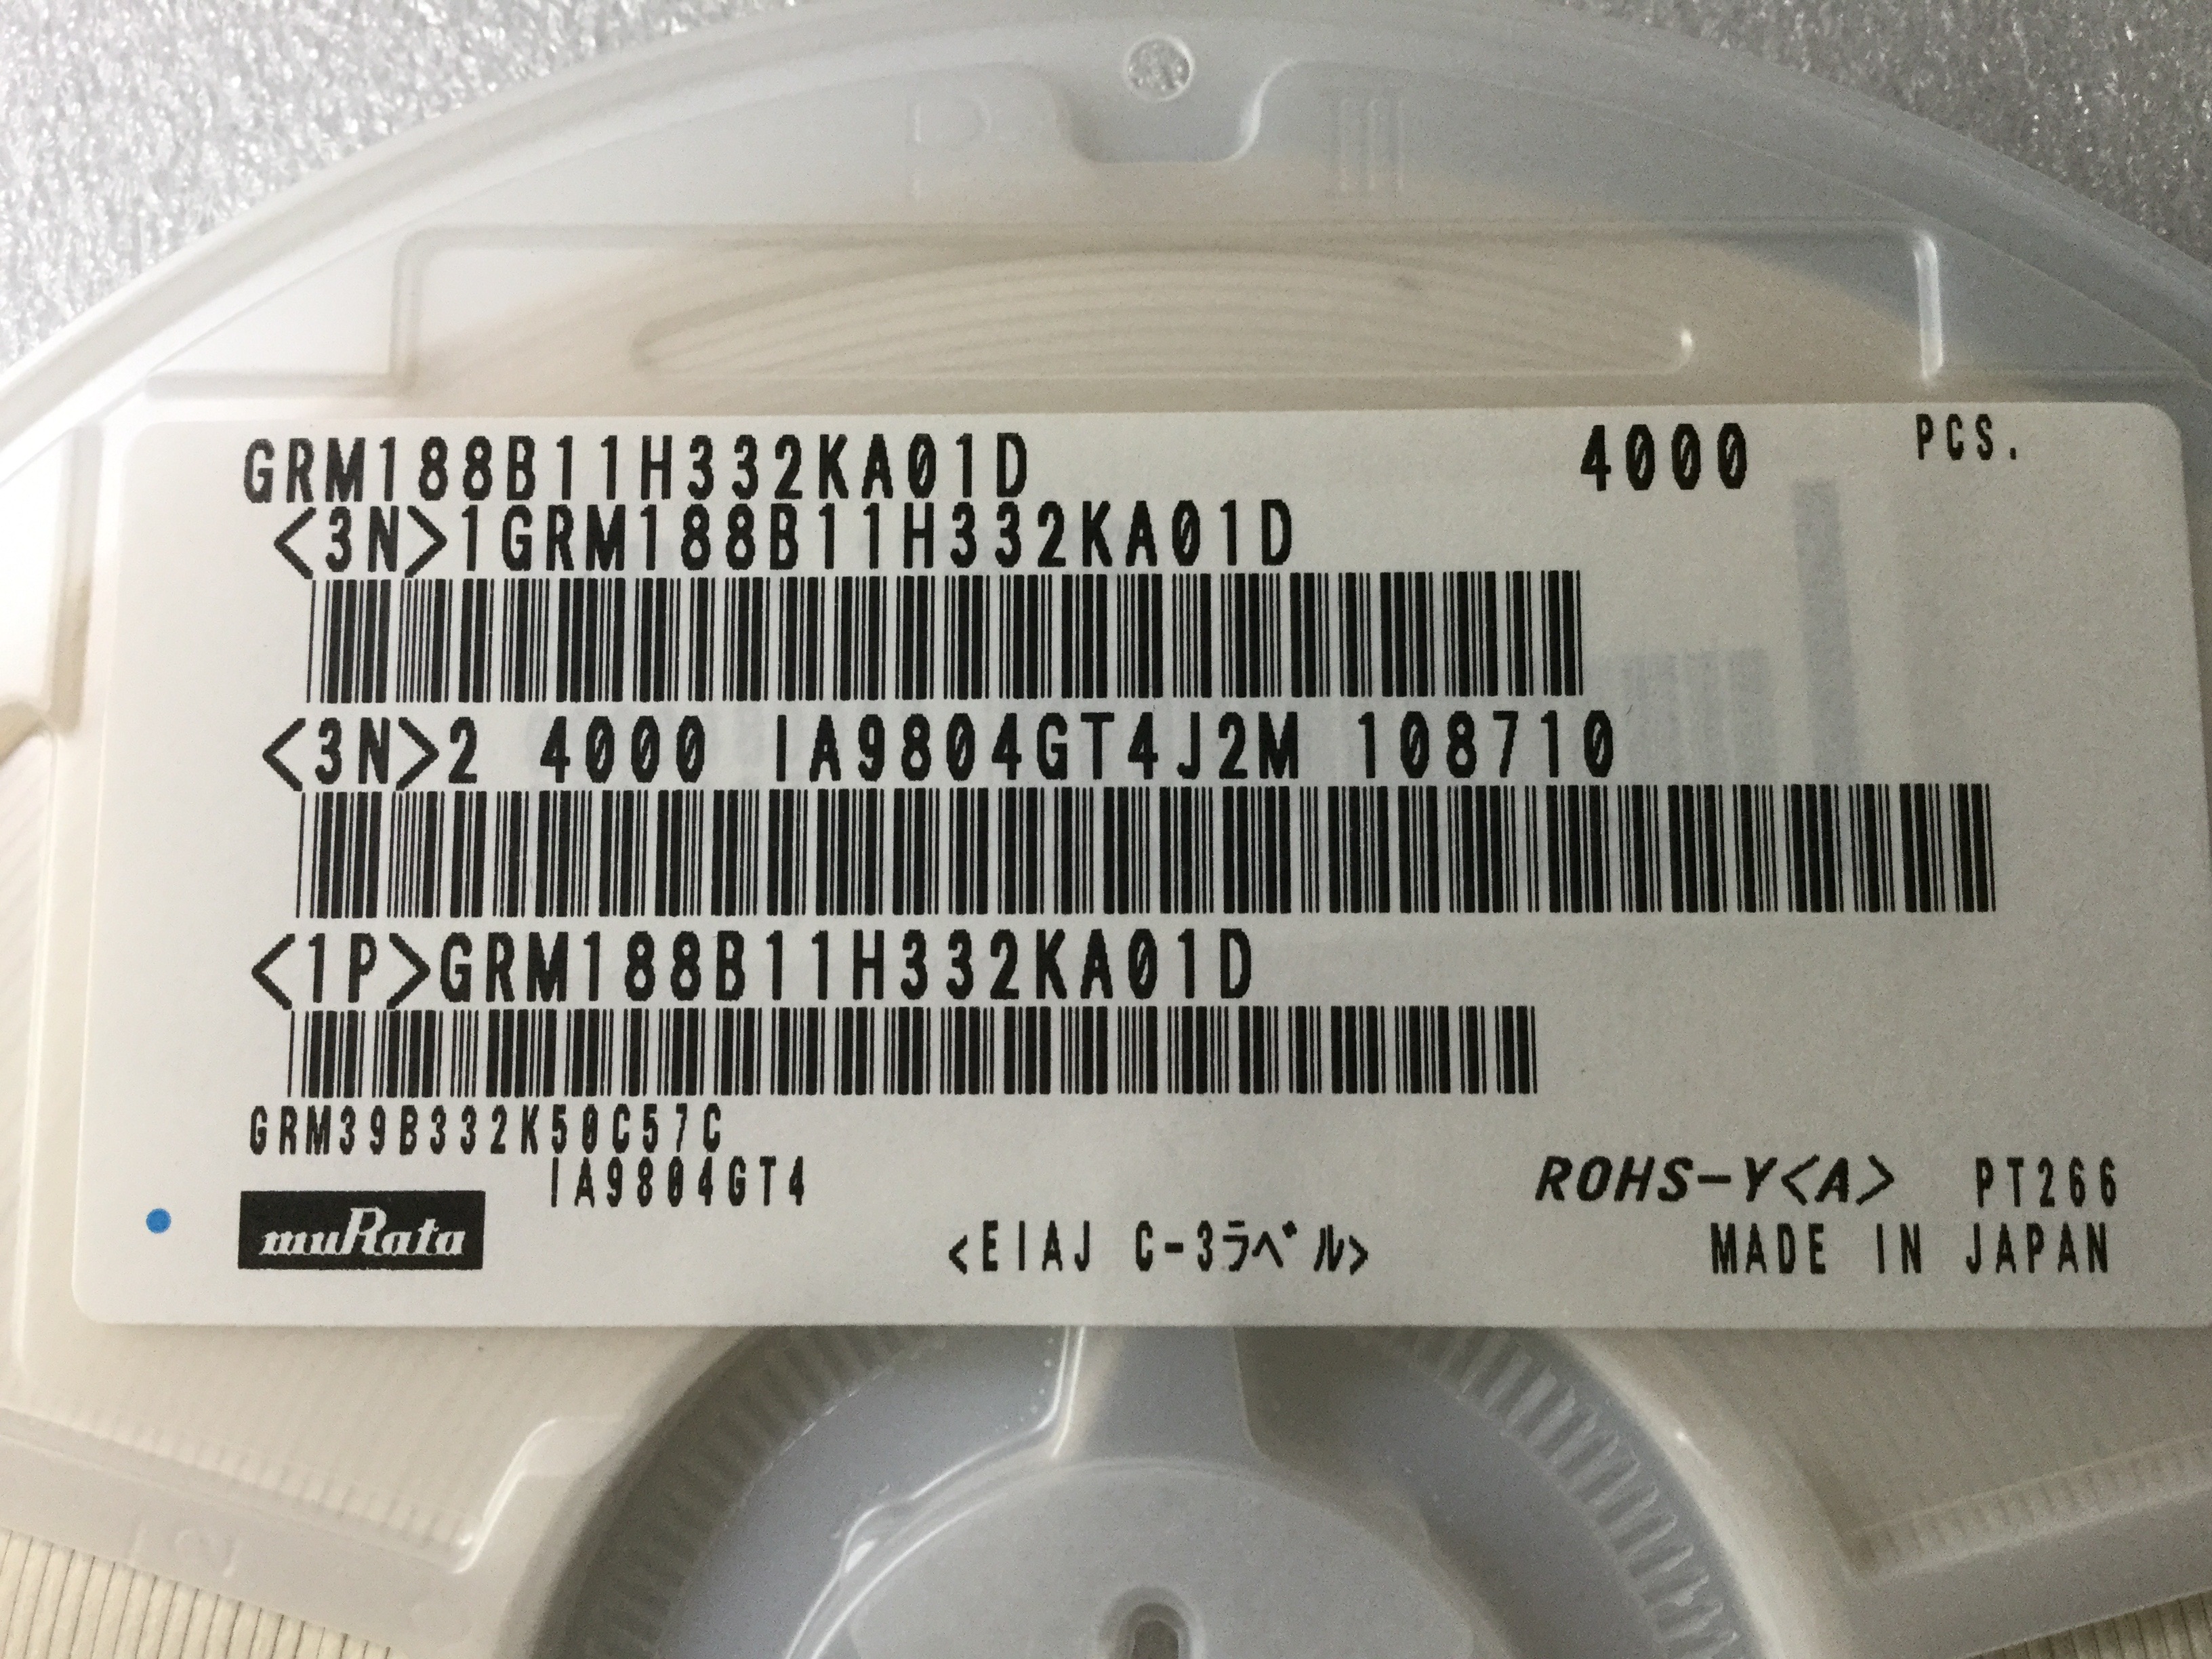 GRM188B11H332KA01D 4000 PCS.
<3N>1GRM188B11H332KA01D
<3N>2 4000 IA9804GT4J2M 108710
<1P>GRM188B11H332KA01D
GRM39B332K50C57C
IA9804GT4
ROHS-Y<A> PT266
muRata
<EIAJ C-3ラベル>
MADE IN JAPAN